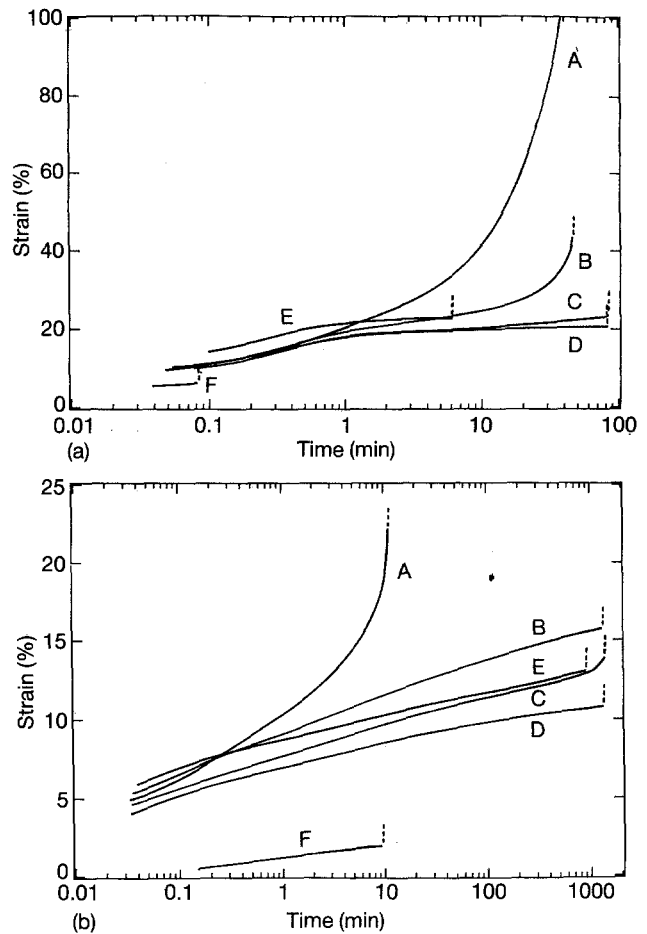 100
A
80
Strain (%)
60
40
B
E
C
20
D
F
0
0.01 0.1 1 10 100
(a) Time (min)
25
A
20
B
Strain (%)
15
E
C
10
D
5
F
0
0.01 0.1 1 10 100 1000
(b) Time (min)